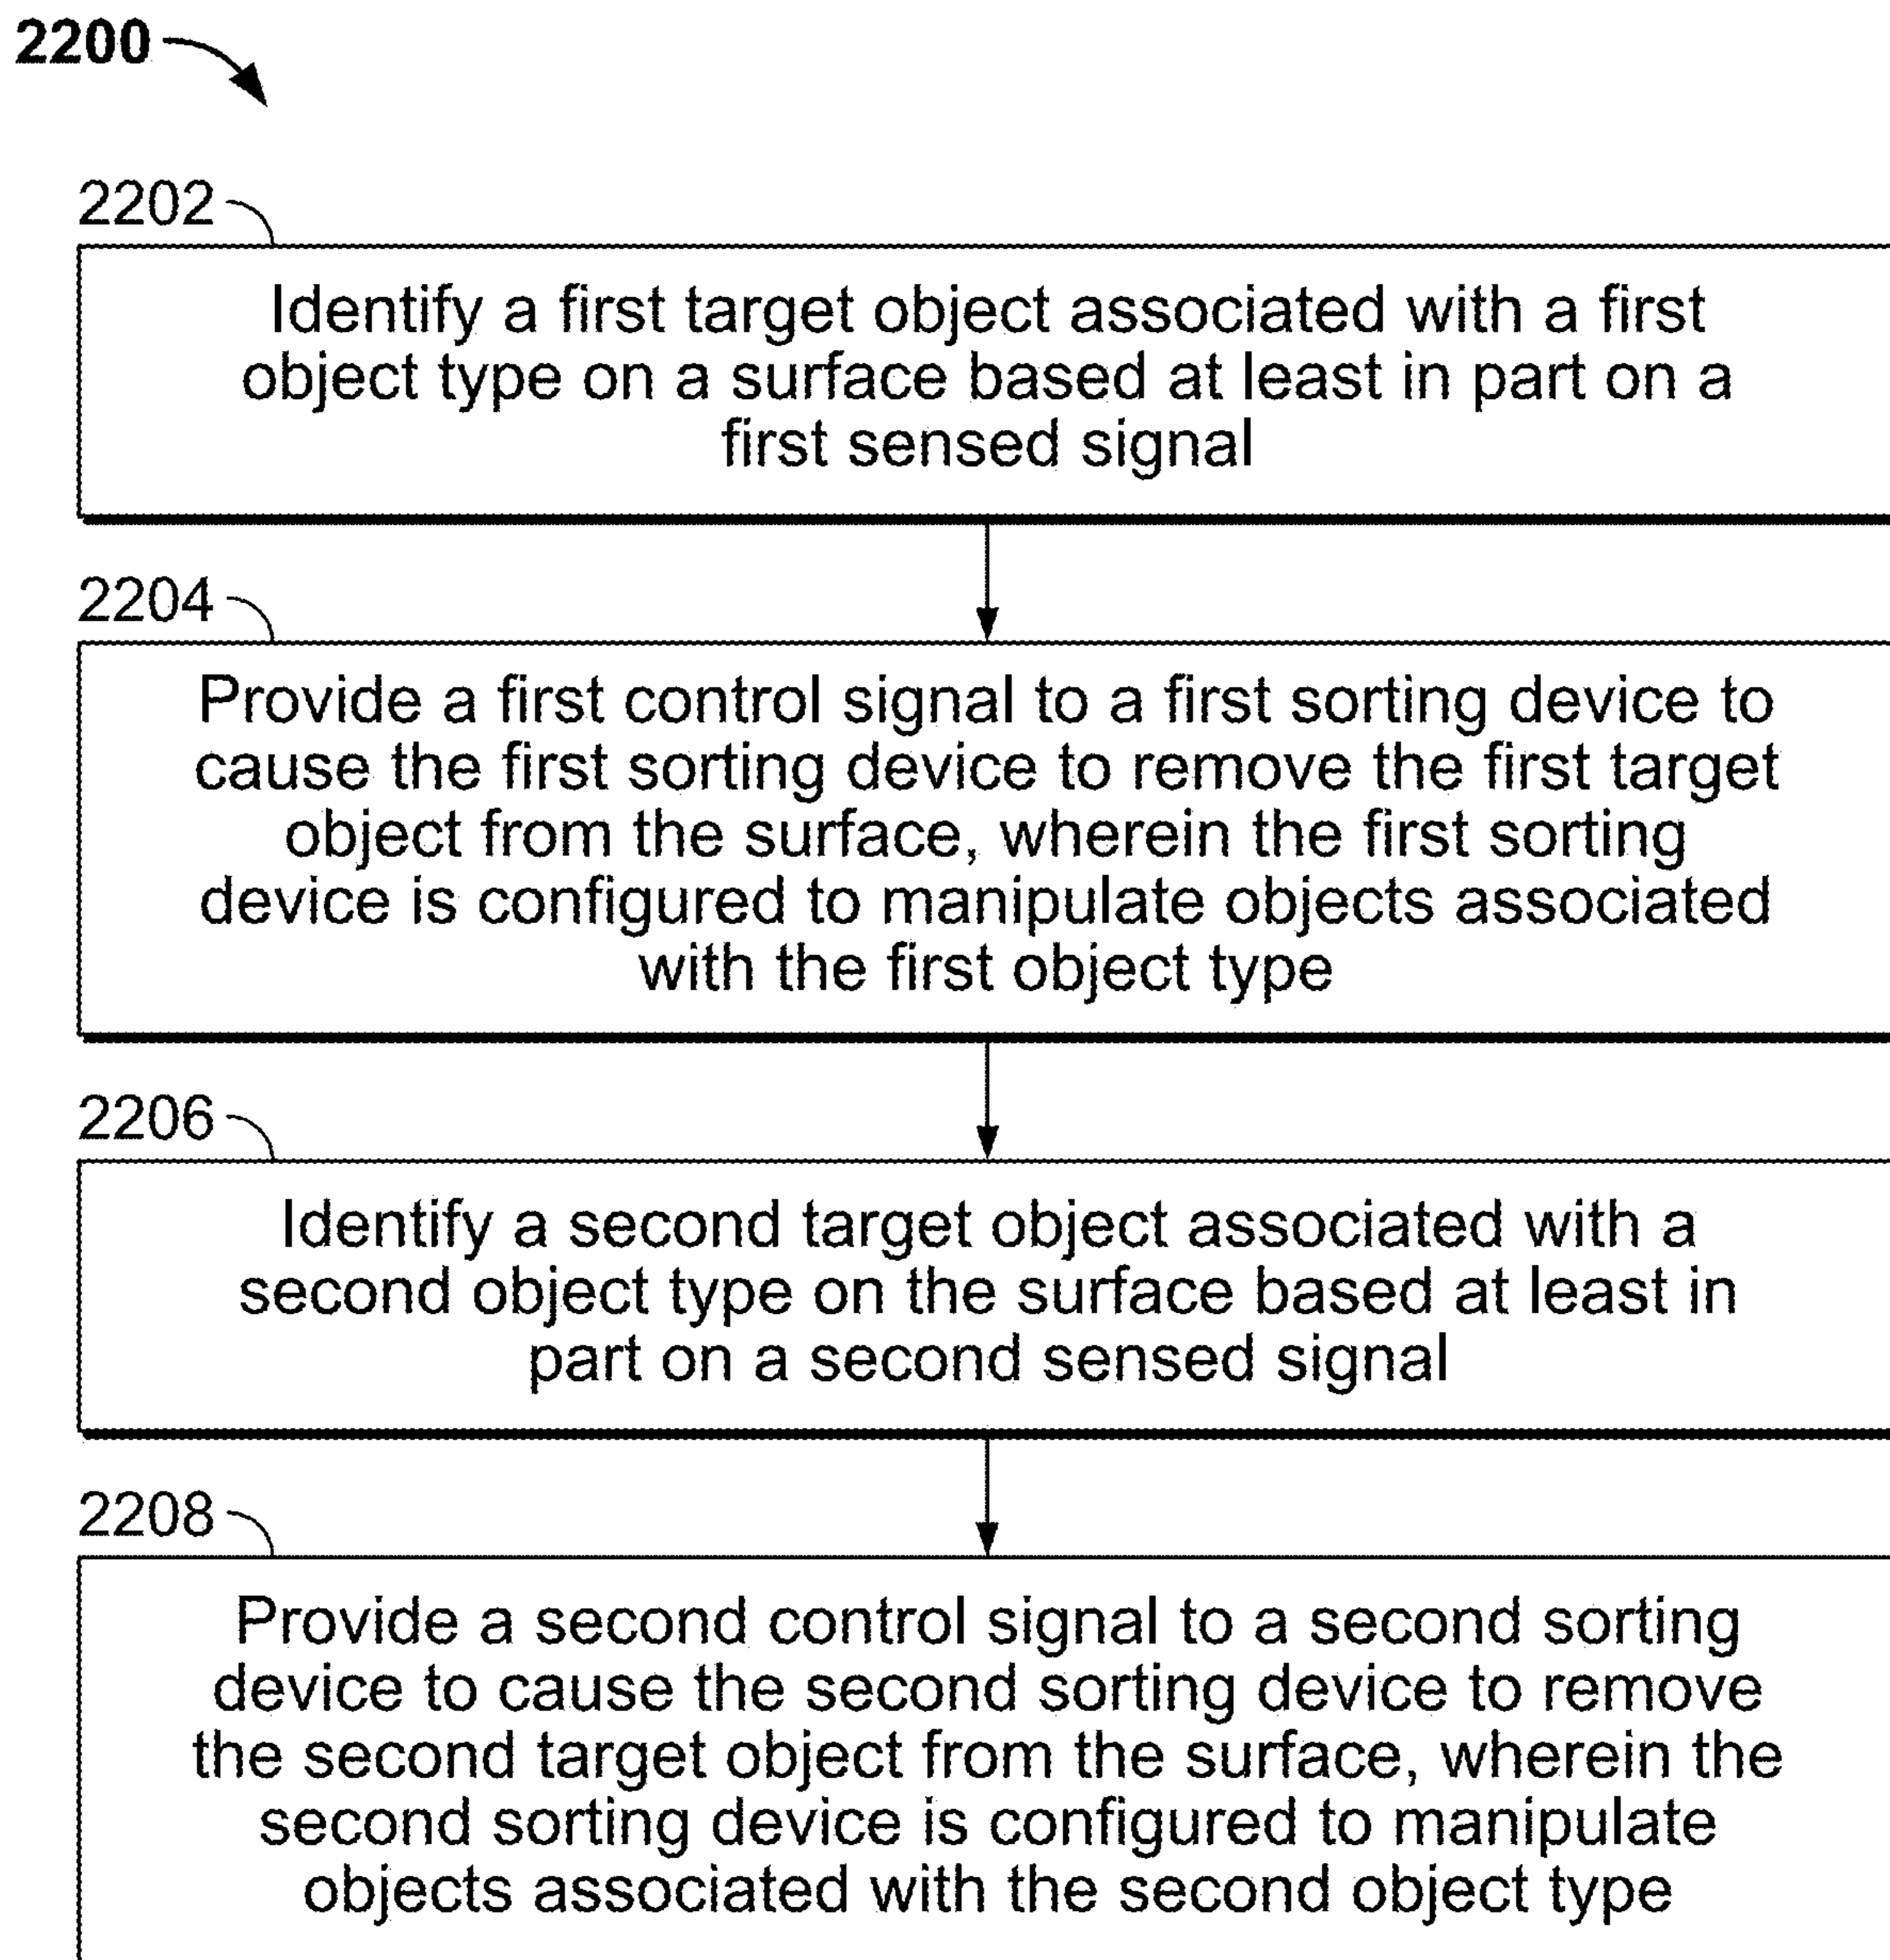 2200
2202
Identify a first target object associated with a first
object type on a surface based at least in part on a
first sensed signal
2204
Provide a first control signal to a first sorting device to
cause the first sorting device to remove the first target
object from the surface, wherein the first sorting
device is configured to manipulate objects associated
with the first object type
2206
Identify a second target object associated with a
second object type on the surface based at least in
part on a second sensed signal
2208
Provide a second control signal to a second sorting
device to cause the second sorting device to remove
the second target object from the surface, wherein the
second sorting device is configured to manipulate
objects associated with the second object type